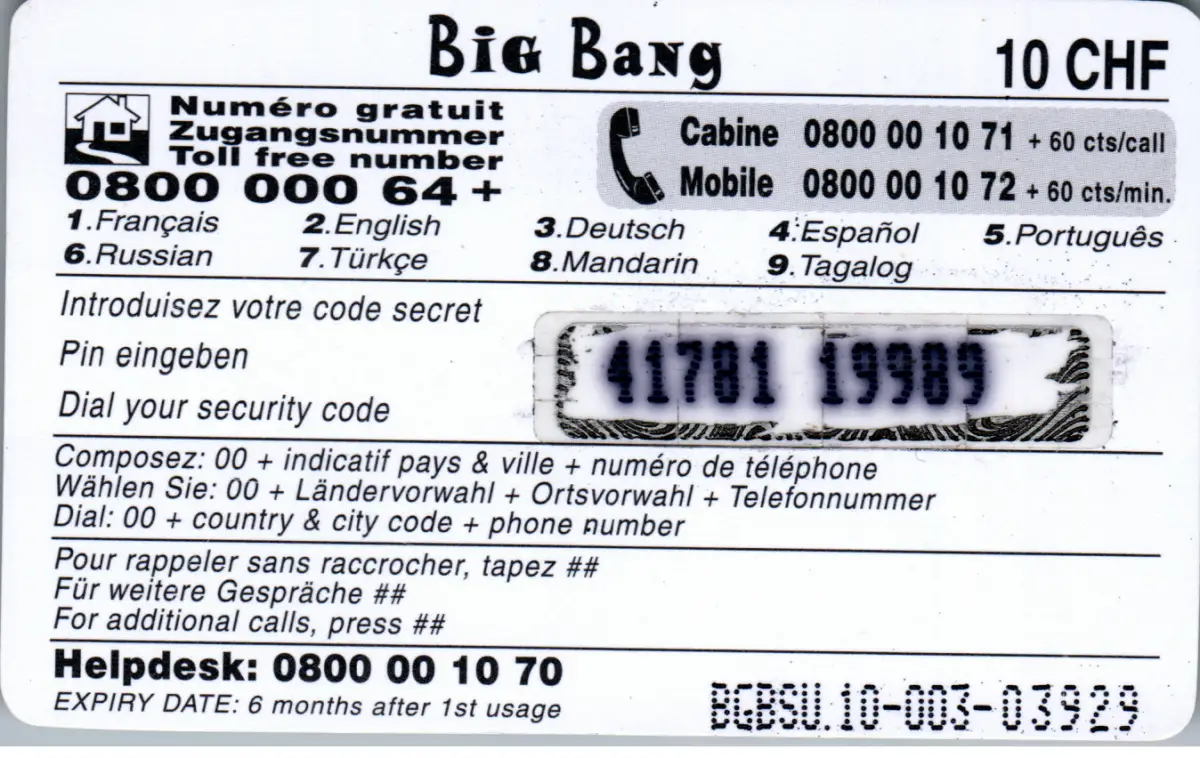 Big Bang 10 CHF
Numéro gratuit
Zugangsnummer
Toll free number
0800 000 64 +
Cabine 0800 00 10 71 + 60 cts/call
Mobile 0800 00 10 72 + 60 cts/min.
1.Français 2.English 3.Deutsch 4.Español 5.Português
6.Russian 7.Türkçe 8.Mandarin 9.Tagalog
Introduisez votre code secret
Pin eingeben
Dial your security code
41781 19989
Composez: 00 + indicatif pays & ville + numéro de téléphone
Wählen Sie: 00 + Ländervorwahl + Ortsvorwahl + Telefonnummer
Dial: 00 + country & city code + phone number
Pour rappeler sans raccrocher, tapez ##
Für weitere Gespräche ##
For additional calls, press ##
Helpdesk: 0800 00 10 70
EXPIRY DATE: 6 months after 1st usage
BGBSU.10-003-03929